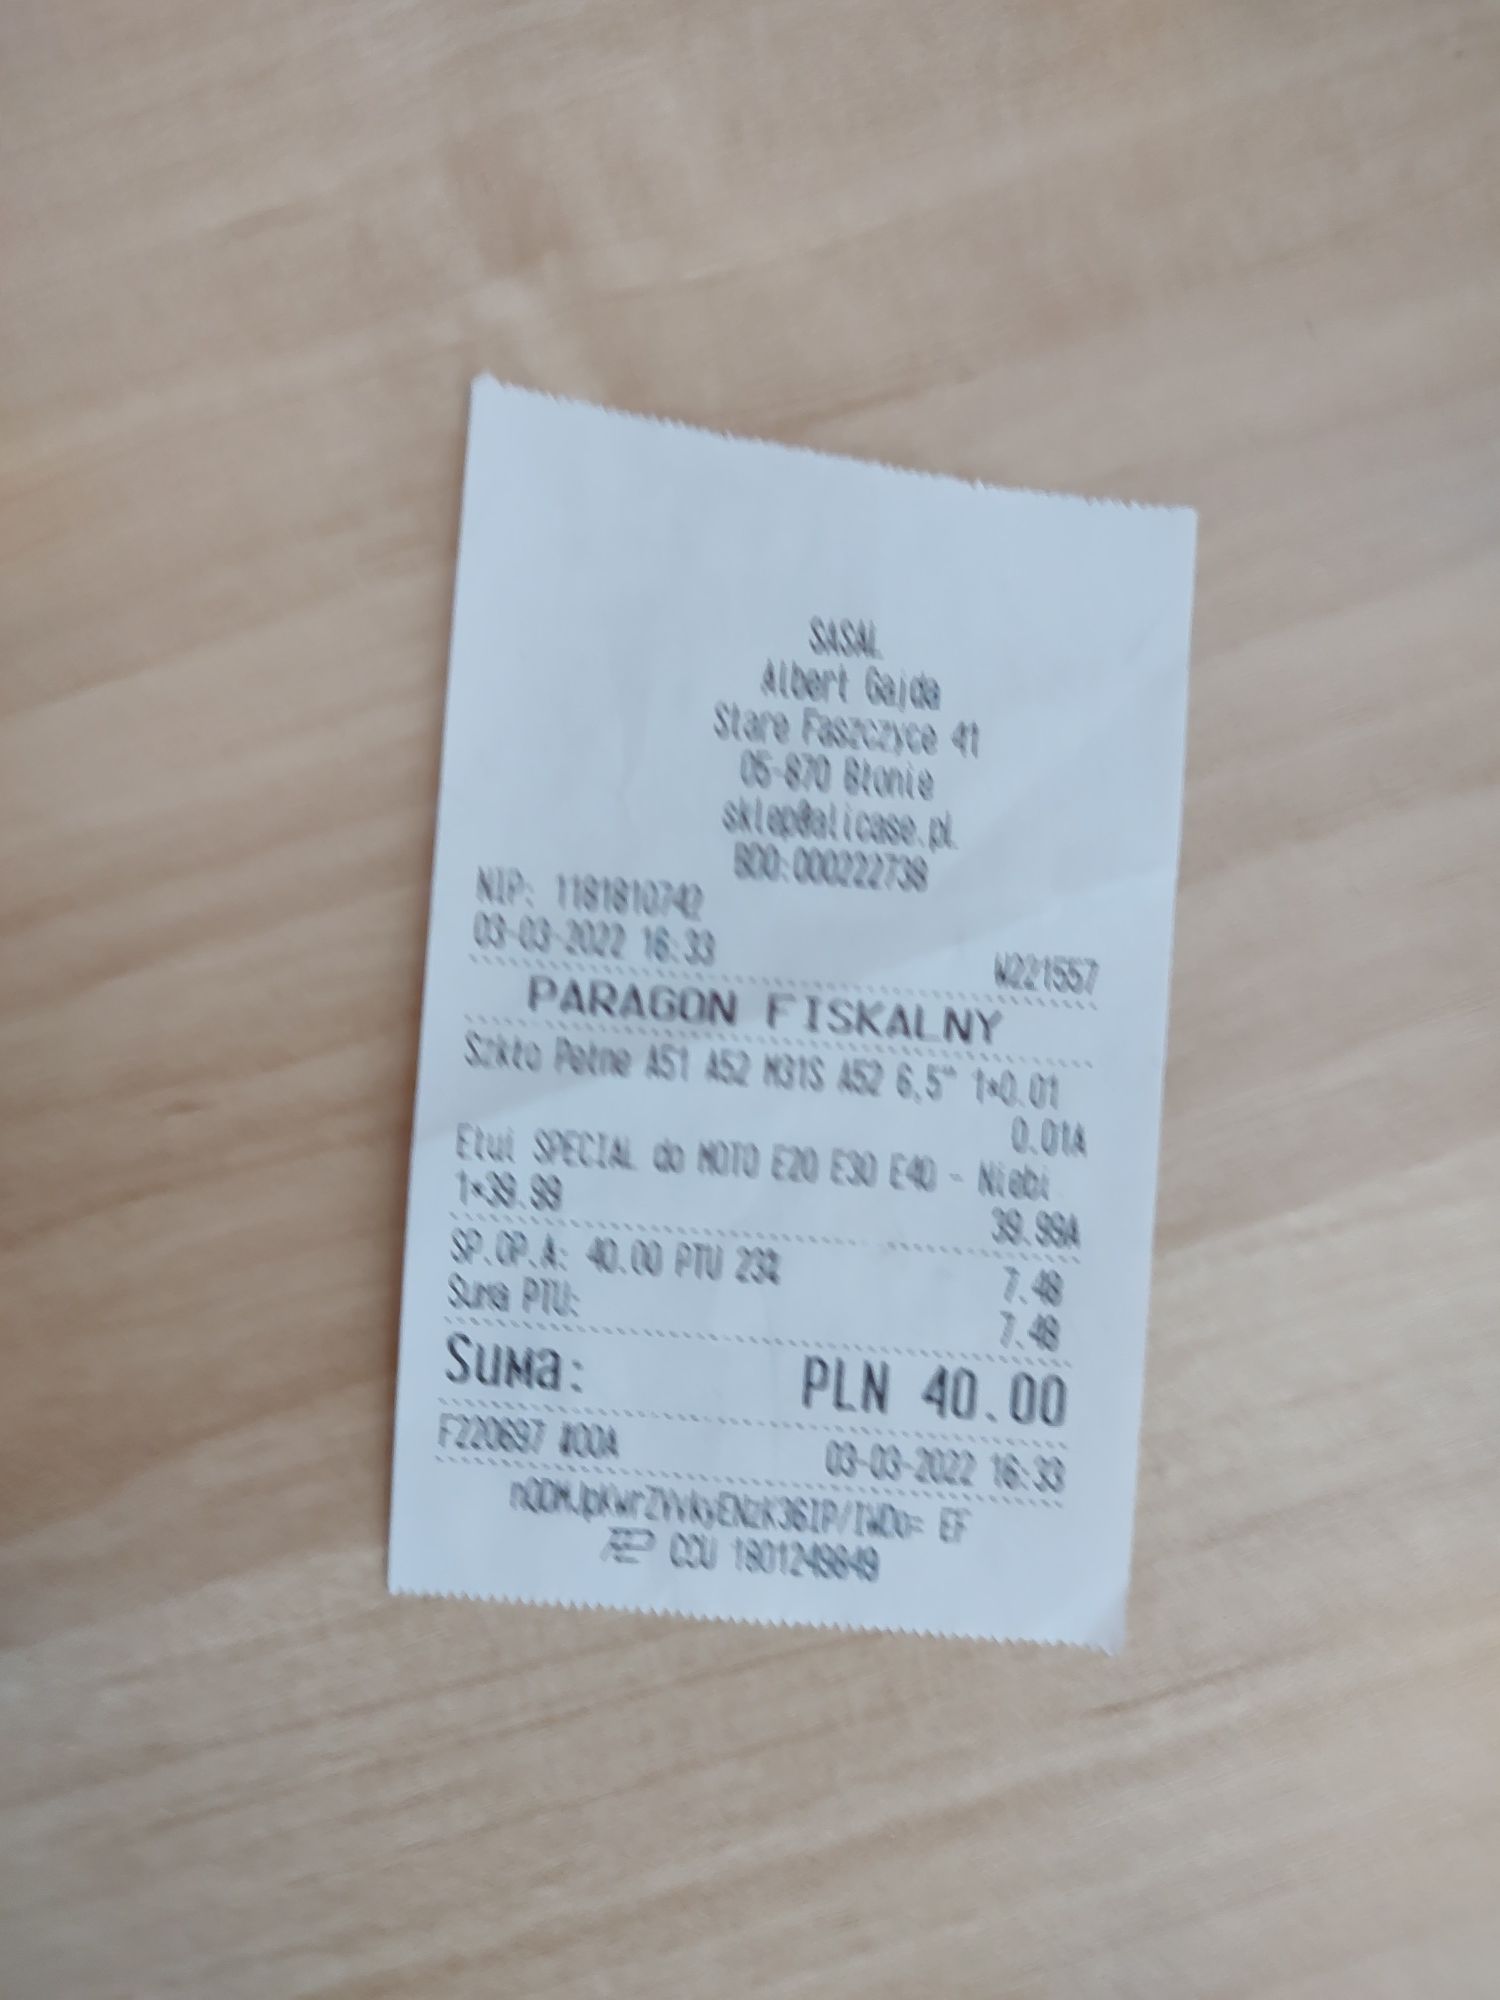 SASAL
Albert Gajda
Stare Faszczyce 41
05-870 Błonie
sklep@alicase.pl
BDO:000222738
NIP: 1181810742
03-03-2022 16:33
W221557
PARAGON FISKALNY
Szkło Pełne A51 A52 M31S A52 6,5" 1*0.01
0.01A
Etui SPECIAL do MOTO E20 E30 E40 - Niebi
1*39.99
39.99A
SP.OP.A: 40.00 PTU 23%
7.48
Suma PTU:
7.48
Suma: PLN 40.00
F220697 #00A 03-03-2022 16:33
EF
CCU 1801249849